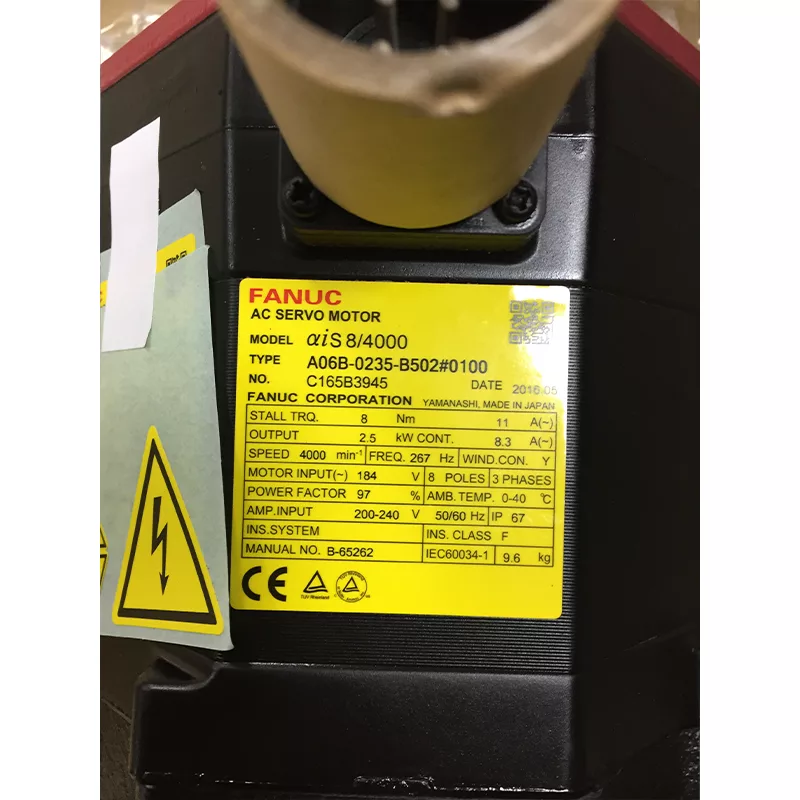 FANUC
AC SERVO MOTOR
MODEL αiS 8/4000
TYPE A06B-0235-B502#0100
NO. C165B3945 DATE 2016.05
FANUC CORPORATION YAMANASHI, MADE IN JAPAN
STALL TRQ. 8 Nm 11 A(~)
OUTPUT 2.5 kW CONT. 8.3 A(~)
SPEED 4000 min-1 FREQ. 267 Hz WIND.CON. Y
MOTOR INPUT(~) 184 V 8 POLES 3 PHASES
POWER FACTOR 97 % AMB.TEMP. 0-40 ℃
AMP.INPUT 200-240 V 50/60 Hz IP 67
INS.SYSTEM INS. CLASS F
MANUAL NO. B-65262 IEC60034-1 9.6 kg
CE TÜV Rheinland